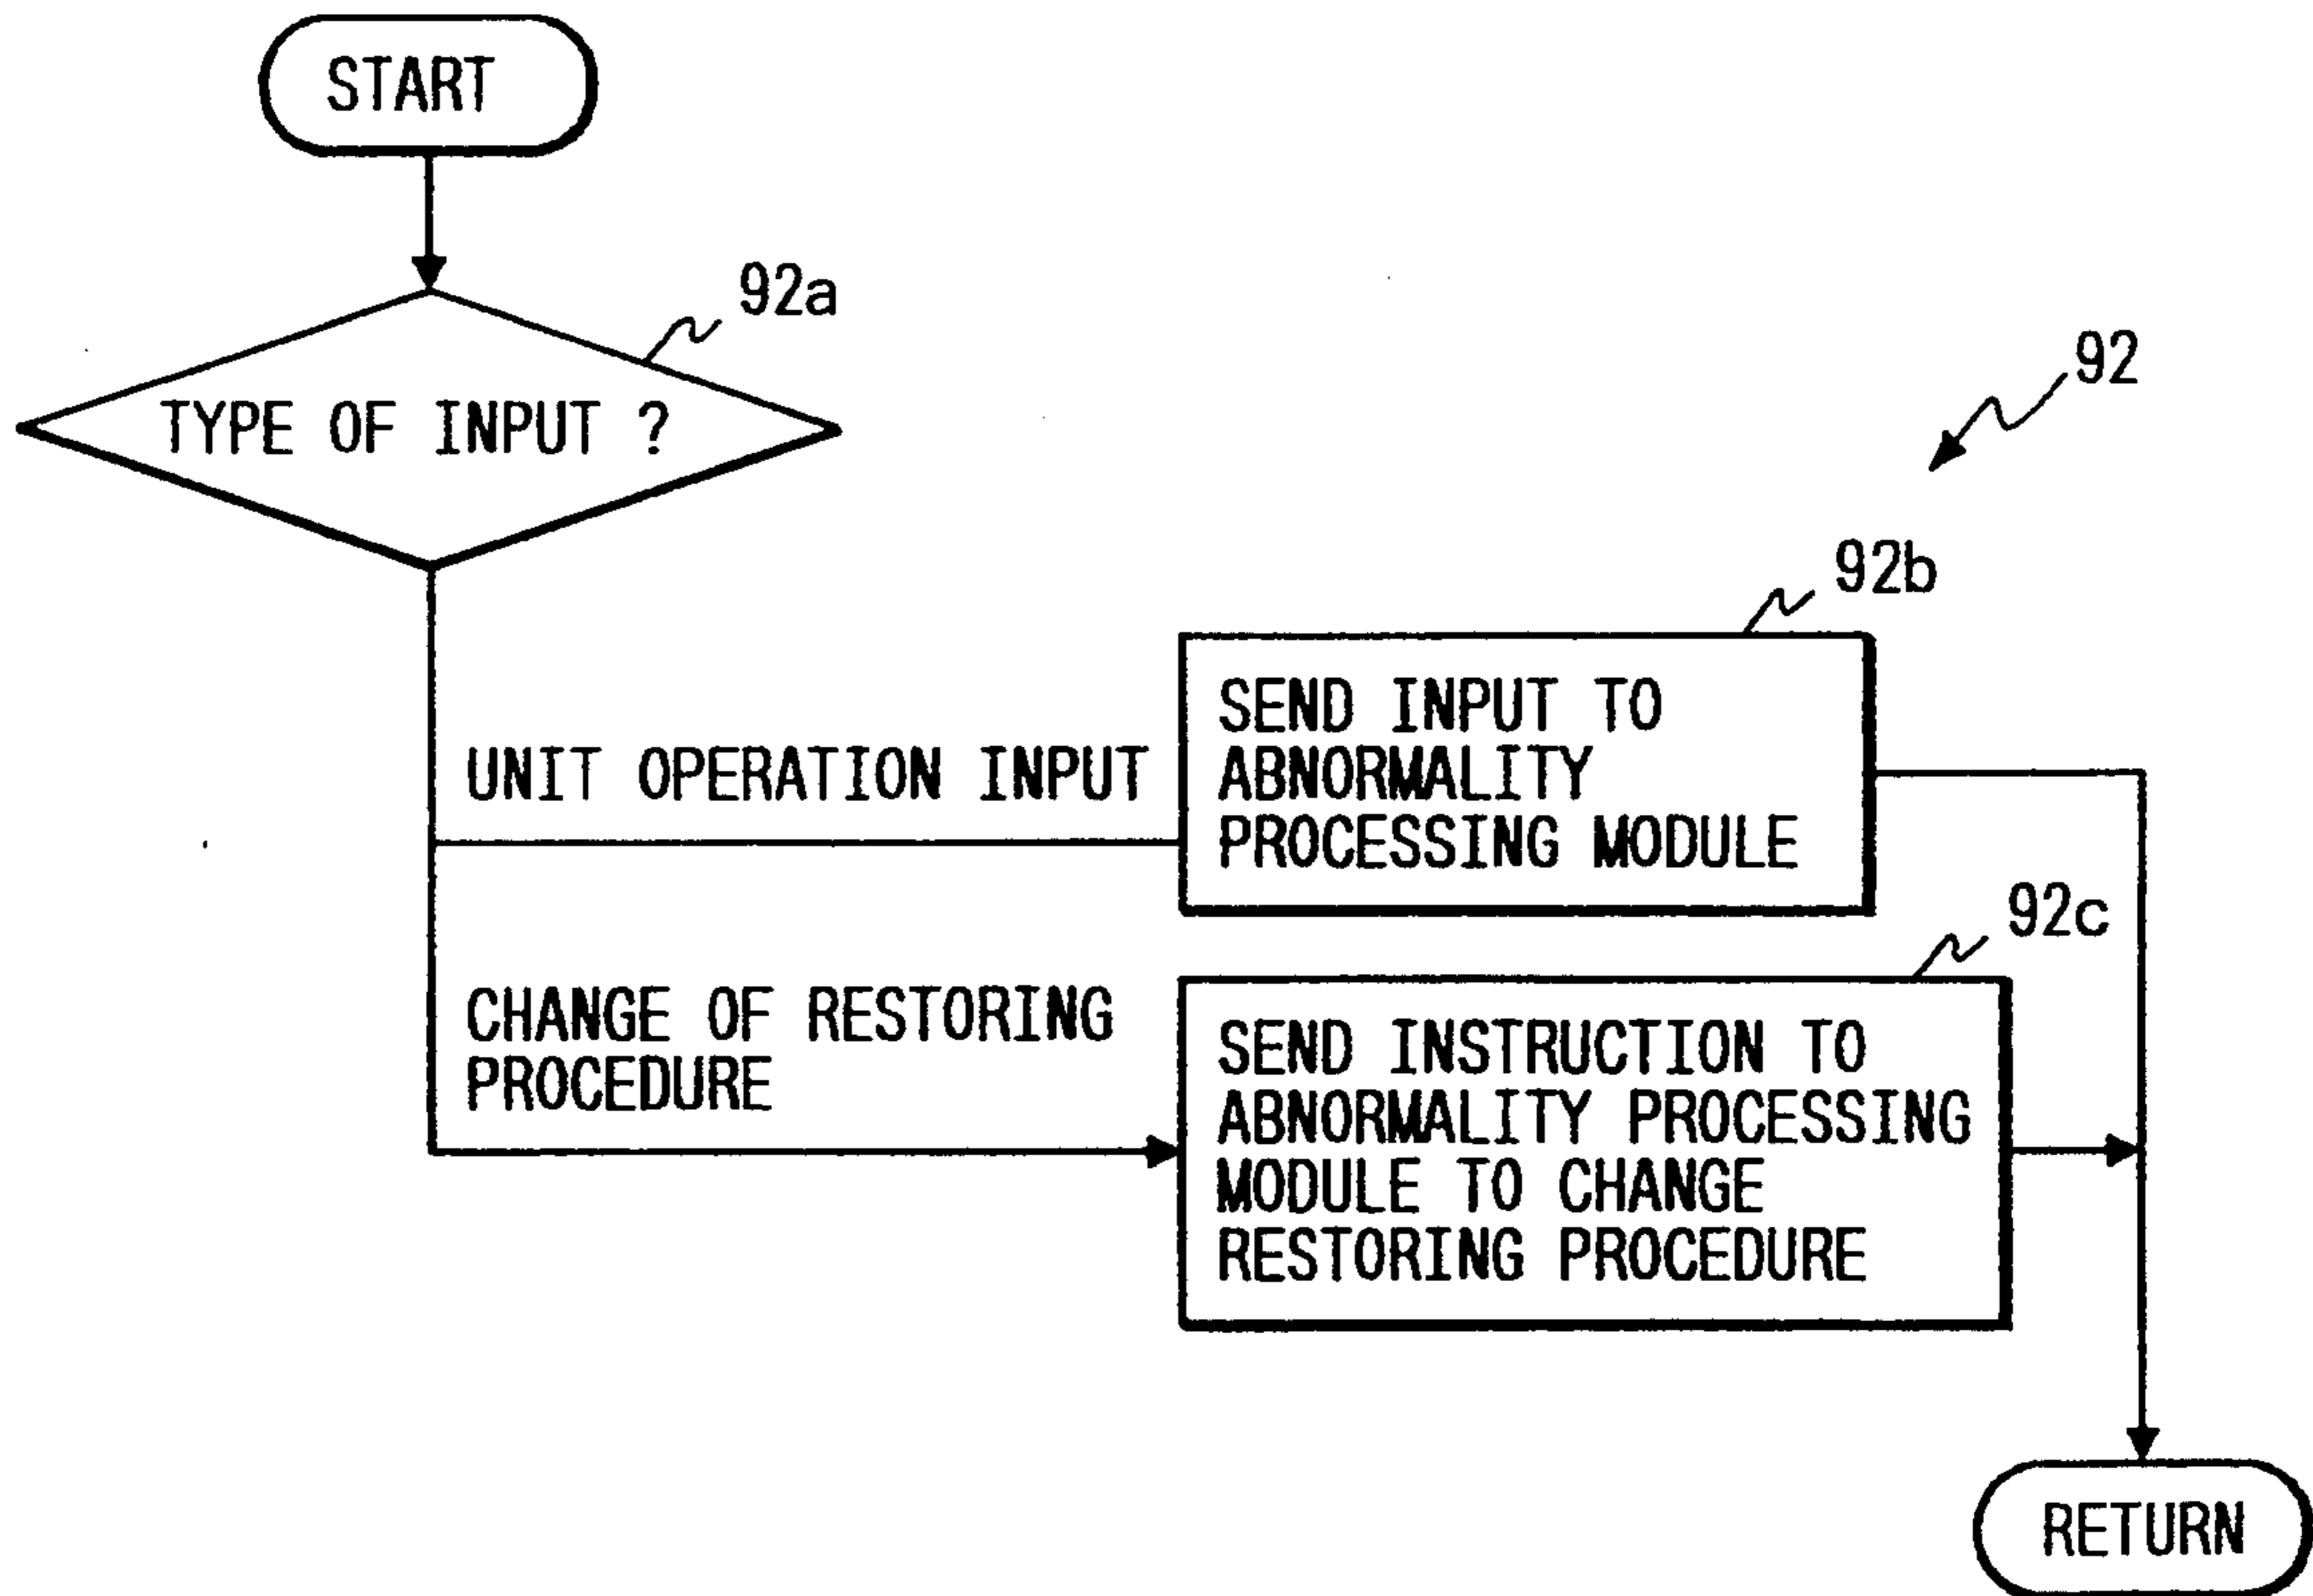 START
92a
TYPE OF INPUT ?
92
92b
UNIT OPERATION INPUT
SEND INPUT TO
ABNORMALITY
PROCESSING MODULE
92c
CHANGE OF RESTORING
PROCEDURE
SEND INSTRUCTION TO
ABNORMALITY PROCESSING
MODULE TO CHANGE
RESTORING PROCEDURE
RETURN